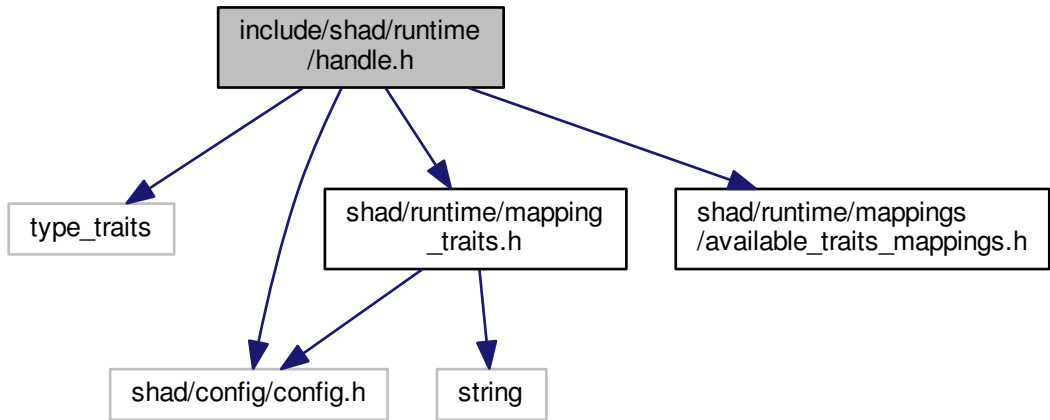 include/shad/runtime
/handle.h
type_traits
shad/runtime/mapping
_traits.h
shad/runtime/mappings
/available_traits_mappings.h
shad/config/config.h
string